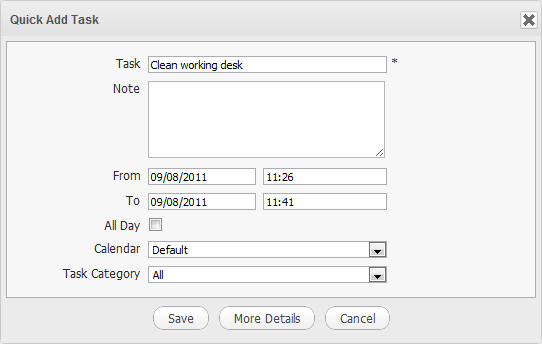 Quick Add Task
Task Clean working desk *
Note
From 09/08/2011 11:26
To 09/08/2011 11:41
All Day
Calendar Default
Task Category All
Save More Details Cancel